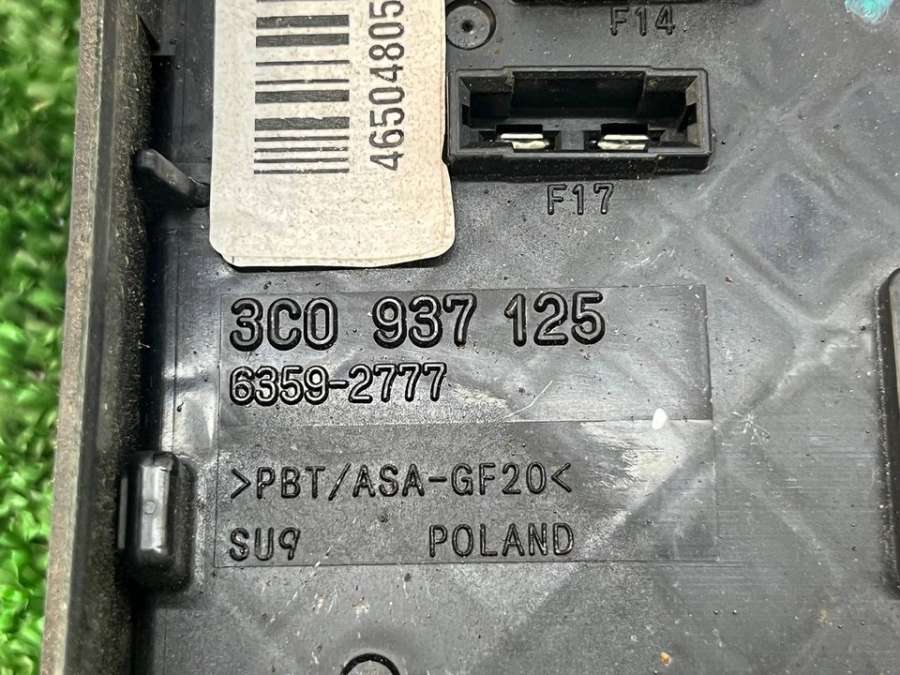 F14
46504805
F17
3C0 937 125
6359-2777
>PBT/ASA-GF20<
SU9 POLAND